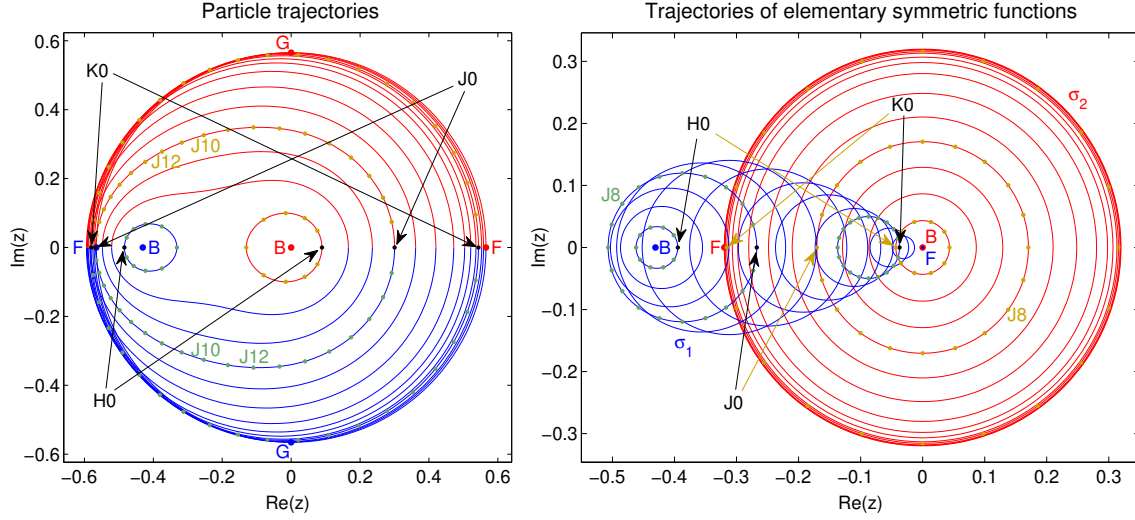 Particle trajectories
0.6
0.4
0.2
0
−0.2
−0.4
−0.6
−0.6
−0.4
−0.2
0
0.2
0.4
0.6
Im(z)
Re(z)
G
K0
J0
J10
J12
F
B
B
F
J10
J12
H0
G
Trajectories of elementary symmetric functions
0.3
0.2
0.1
0
−0.1
−0.2
−0.3
−0.5
−0.4
−0.3
−0.2
−0.1
0
0.1
0.2
0.3
Im(z)
Re(z)
σ2
K0
H0
J8
B
F
B
F
J8
σ1
J0